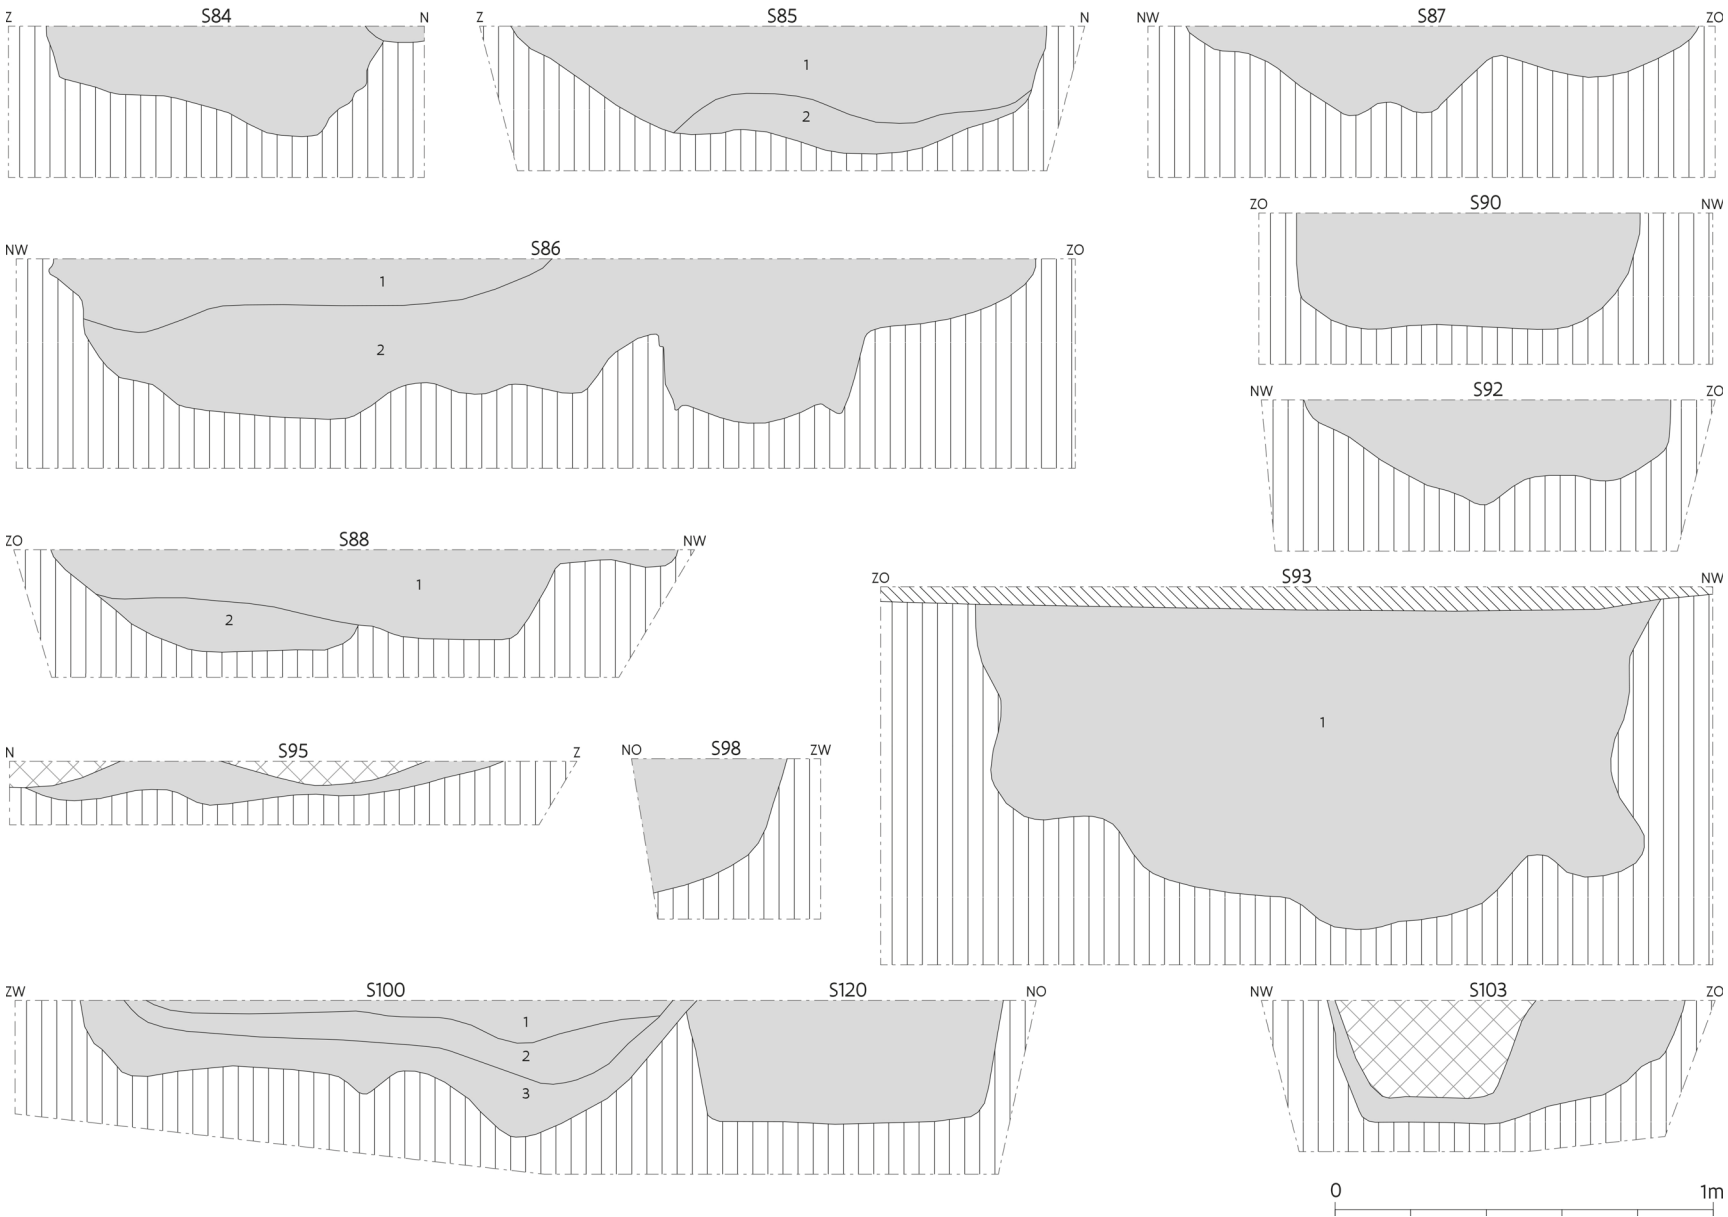 Z S84 N
Z S85 N
1
2
NW S87 ZO
ZO S90 NW
NW S86 ZO
1
2
NW S92 ZO
ZO S88 NW
1
2
ZO S93 NW
1
N S95 Z
NO S98 ZW
ZW S100 S120 NO
1
2
3
NW S103 ZO
0 1m